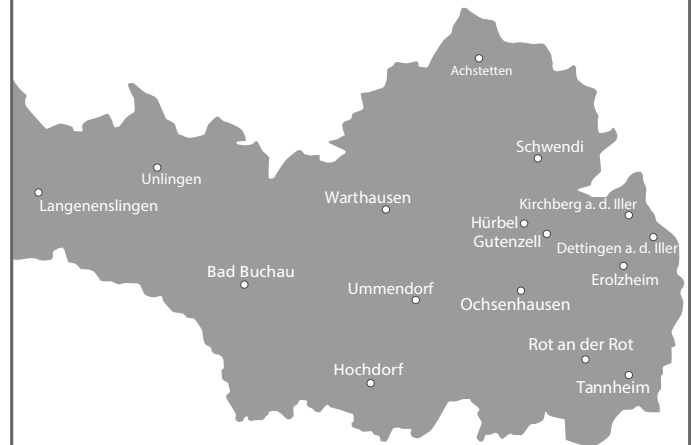 Achstetten
Schwendi
Unlingen
Langenenslingen
Warthausen
Kirchberg a. d. Iller
Hürbel
Gutenzell
Dettingen a. d. Iller
Bad Buchau
Erolzheim
Ummendorf
Ochsenhausen
Rot an der Rot
Hochdorf
Tannheim